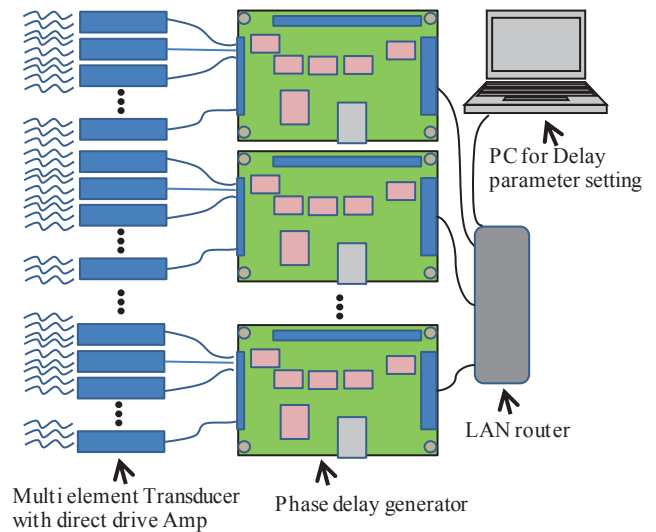 PC for Delay
parameter setting
LAN router
Multi element Transducer
with direct drive Amp
Phase delay generator